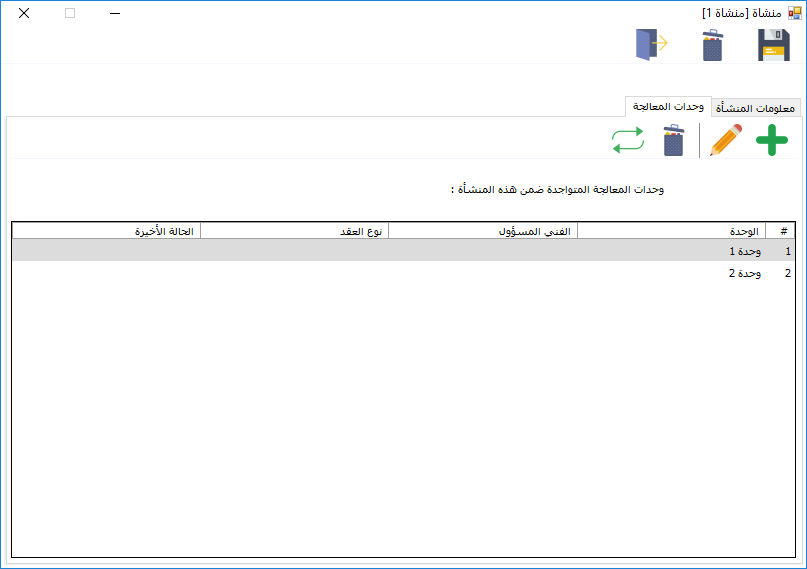 منشاة [منشاة 1]
معلومات المنشأة
وحدات المعالجة
وحدات المعالجة المتواجدة ضمن هذه المنشأة :
# الوحدة الفني المسؤول نوع العقد الحالة الأخيرة
1 وحدة 1
2 وحدة 2